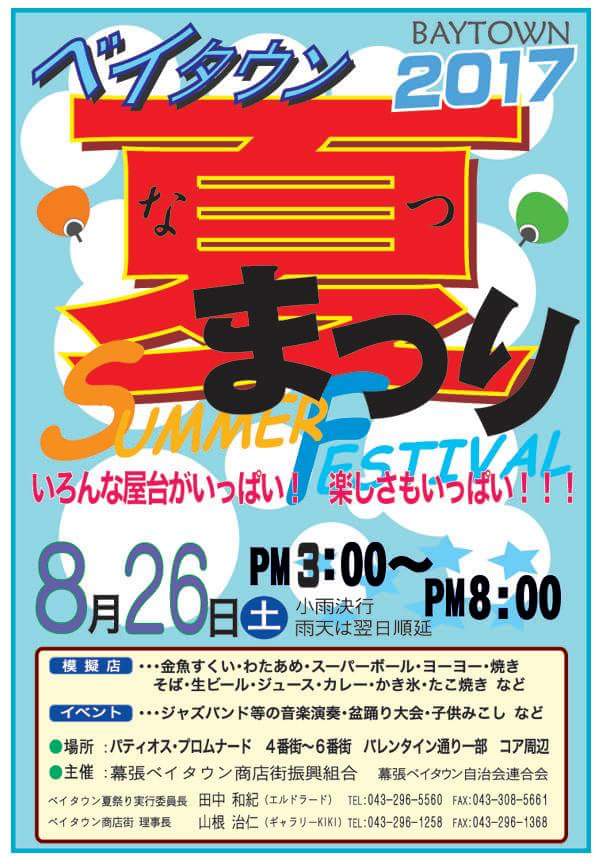 ベイタウン
BAYTOWN
2017
夏
なつ
まつり
SUMMER
FESTIVAL
いろんな屋台がいっぱい! 楽しさもいっぱい!!!
8月26日 土
PM 3:00〜
PM 8:00
小雨決行
雨天は翌日順延
模擬店 ・・・金魚すくい・わたあめ・スーパーボール・ヨーヨー・焼き
そば・生ビール・ジュース・カレー・かき氷・たこ焼き など
イベント ・・・ジャズバンド等の音楽演奏・盆踊り大会・子供みこし など
●場所 :パティオス・プロムナード 4番街〜6番街 バレンタイン通り一部 コア周辺
●主催 :幕張ベイタウン商店街振興組合 幕張ベイタウン自治会連合会
ベイタウン夏祭り実行委員長 田中 和紀(エルドラード) TEL:043-296-5560 FAX:043-308-5661
ベイタウン商店街 理事長 山根 治仁(ギャラリーKIKI) TEL:043-296-1258 FAX:043-296-1368